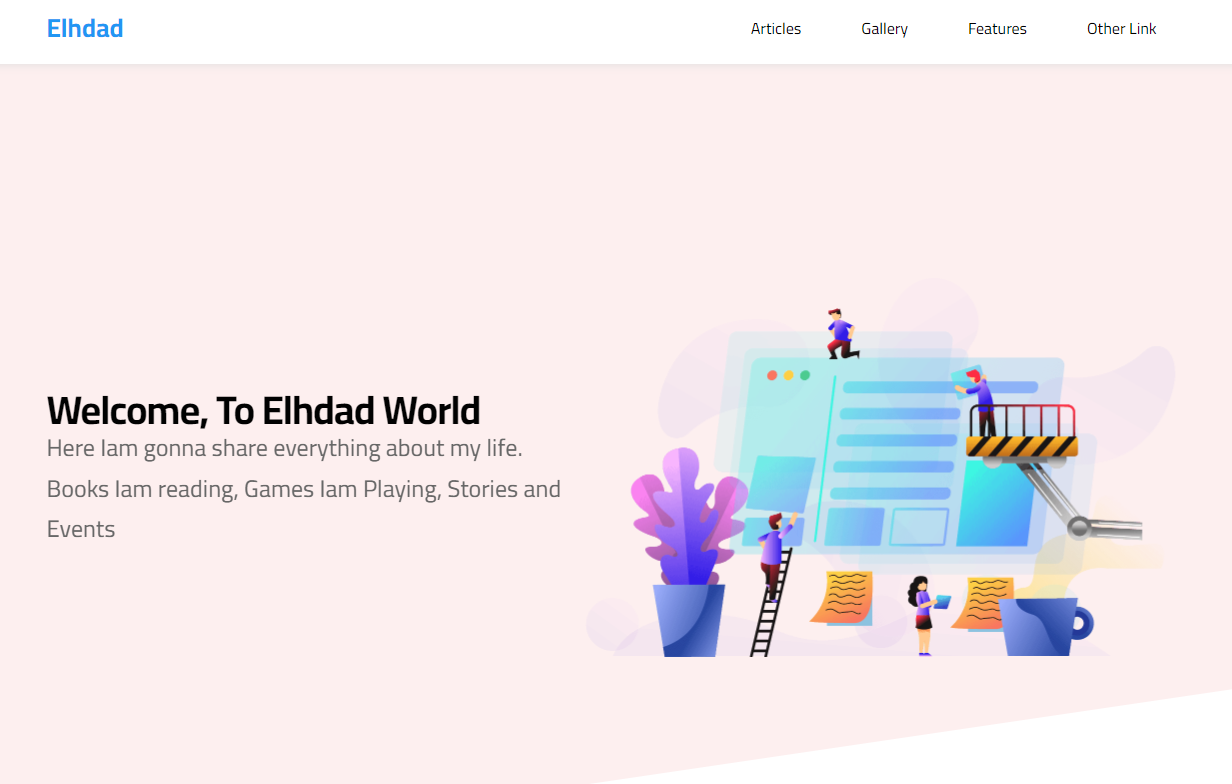 Elhdad
Articles Gallery Features Other Link
Welcome, To Elhdad World
Here Iam gonna share everything about my life.
Books Iam reading, Games Iam Playing, Stories and
Events